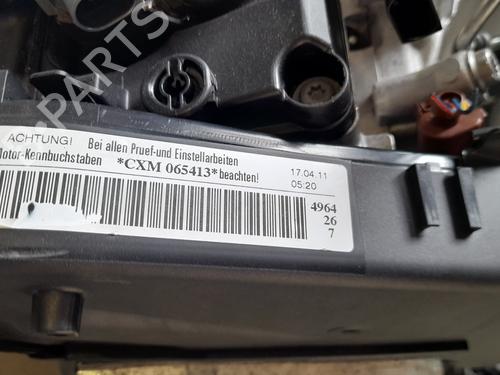 PARTS
ACHTUNG! Bei allen Pruef-und Einstellarbeiten
Motor-Kennbuchstaben *CXM 065413* beachten!
17.04.11
05:20
4964
26
7